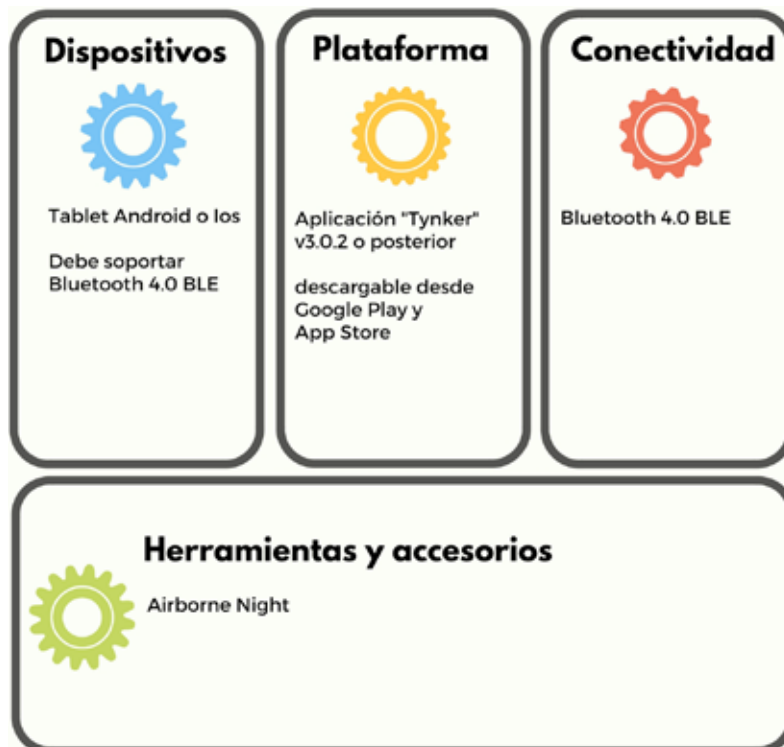 Dispositivos
Tablet Android o los
Debe soportar
Bluetooth 4.0 BLE
Plataforma
Aplicación "Tynker"
v3.0.2 o posterior
descargable desde
Google Play y
App Store
Conectividad
Bluetooth 4.0 BLE
Herramientas y accesorios
Airborne Night